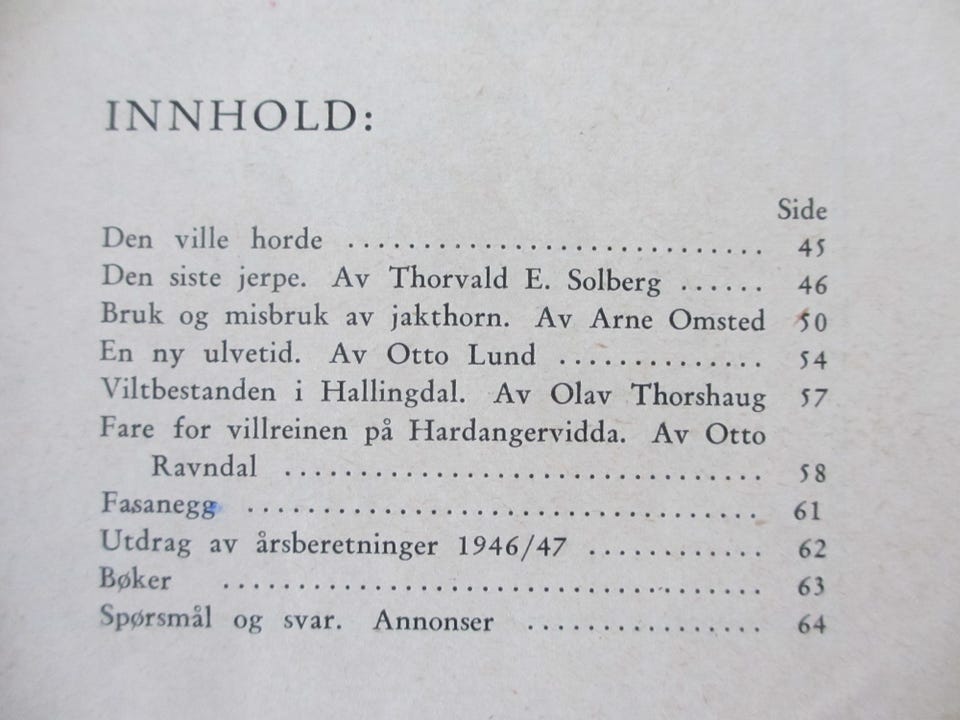 INNHOLD:
Side
Den ville horde ............................ 45
Den siste jerpe. Av Thorvald E. Solberg ...... 46
Bruk og misbruk av jakthorn. Av Arne Omsted 50
En ny ulvetid. Av Otto Lund .............. 54
Viltbestanden i Hallingdal. Av Olav Thorshaug 57
Fare for villreinen på Hardangervidda. Av Otto
Ravndal ................................ 58
Fasanegg .................................. 61
Utdrag av årsberetninger 1946/47 ............ 62
Bøker .................................... 63
Spørsmål og svar. Annonser ................ 64